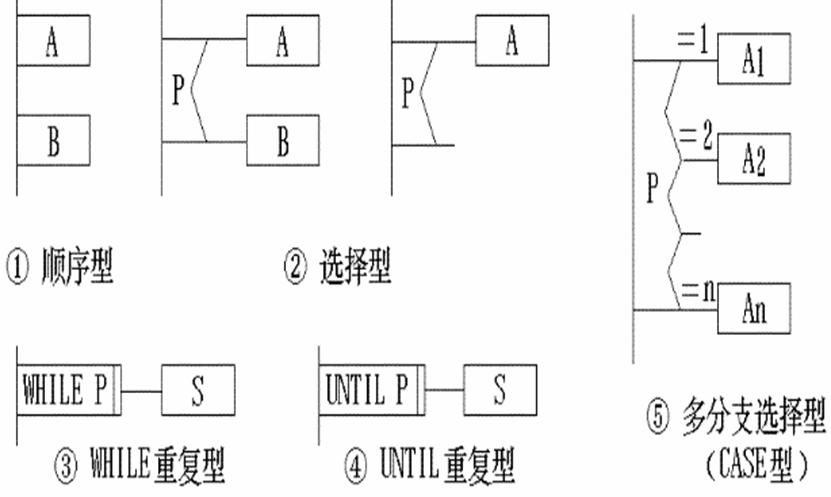 A
B
P
A
B
P
A
P
=1
A1
=2
A2
=n
An
① 顺序型
② 选择型
WHILE P
S
UNTIL P
S
③ WHILE重复型
④ UNTIL重复型
⑤ 多分支选择型
(CASE型)